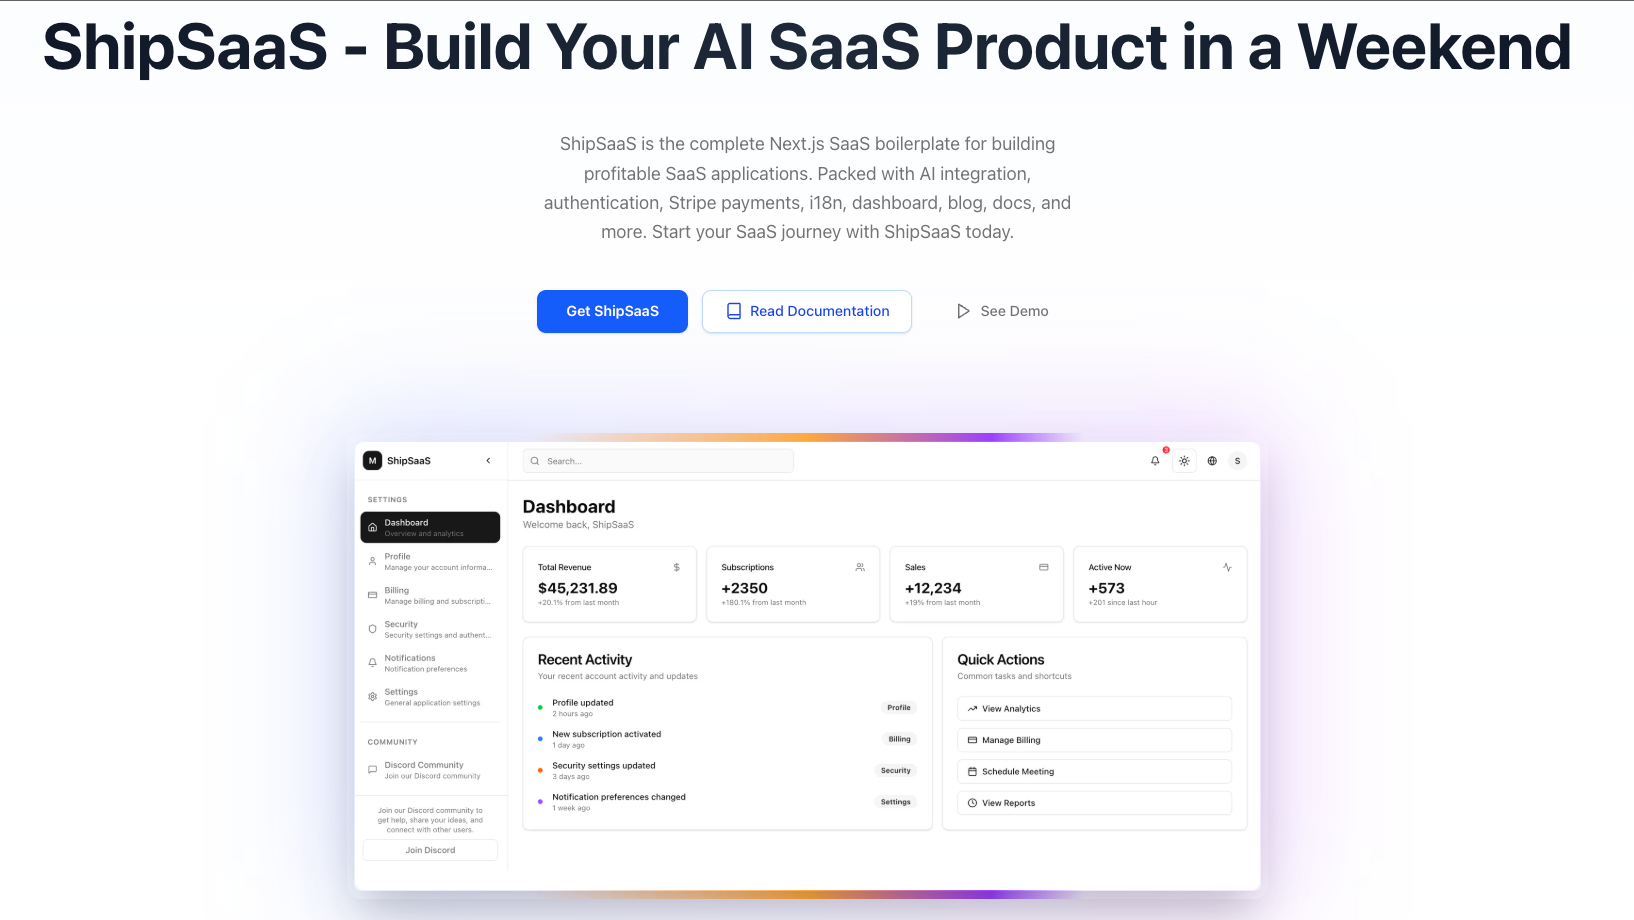 ShipSaaS - Build Your AI SaaS Product in a Weekend
ShipSaaS is the complete Next.js SaaS boilerplate for building
profitable SaaS applications. Packed with AI integration,
authentication, Stripe payments, i18n, dashboard, blog, docs, and
more. Start your SaaS journey with ShipSaaS today.
Get ShipSaaS
Read Documentation
See Demo
M
ShipSaaS
SETTINGS
Dashboard
Overview and analytics
Profile
Manage your account informa...
Billing
Manage billing and subscripti...
Security
Security settings and authent...
Notifications
Notification preferences
Settings
General application settings
COMMUNITY
Discord Community
Join our Discord community
Join our Discord community to
get help, share your ideas, and
connect with other users.
Join Discord
Search...
3
S
Dashboard
Welcome back, ShipSaaS
Total Revenue
$45,231.89
+20.1% from last month
Subscriptions
+2350
+180.1% from last month
Sales
+12,234
+19% from last month
Active Now
+573
+201 since last hour
Recent Activity
Your recent account activity and updates
Profile updated
2 hours ago
Profile
New subscription activated
1 day ago
Billing
Security settings updated
3 days ago
Security
Notification preferences changed
1 week ago
Settings
Quick Actions
Common tasks and shortcuts
View Analytics
Manage Billing
Schedule Meeting
View Reports